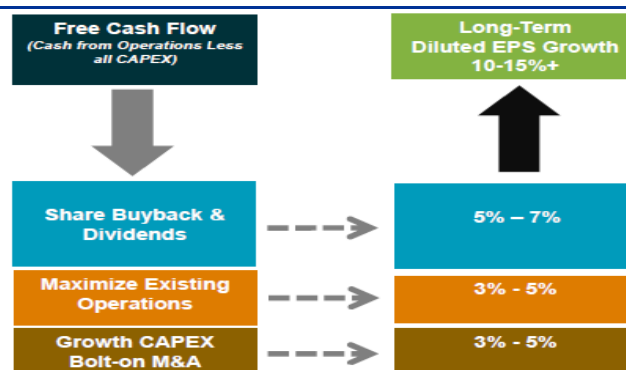 Free Cash Flow
(Cash from Operations Less
all CAPEX)
Long-Term
Diluted EPS Growth
10-15%+
Share Buyback &
Dividends
5% – 7%
Maximize Existing
Operations
3% - 5%
Growth CAPEX
Bolt-on M&A
3% - 5%